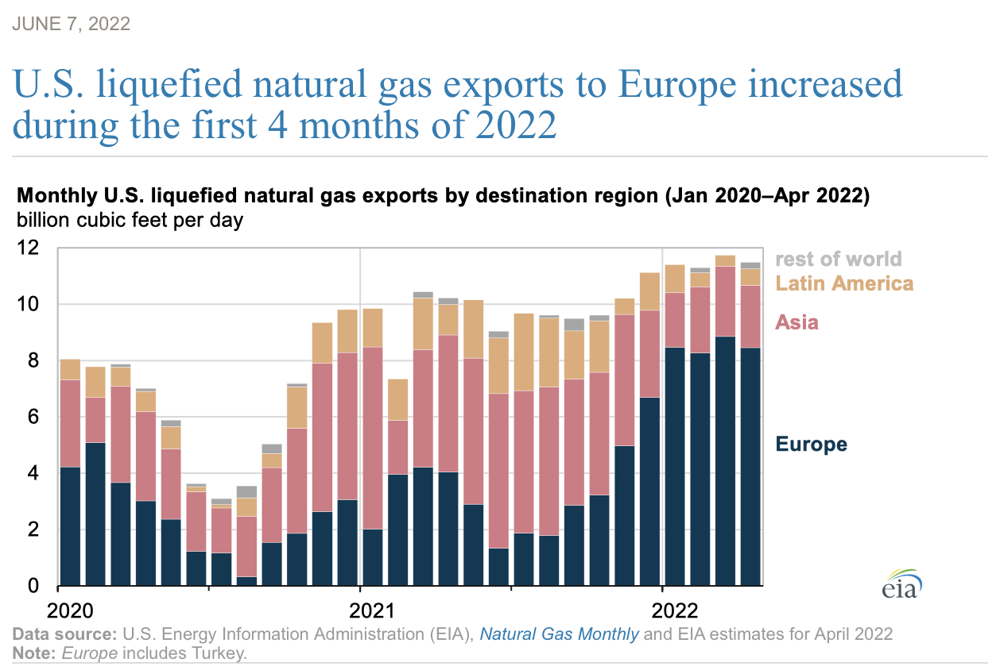 JUNE 7, 2022
U.S. liquefied natural gas exports to Europe increased
during the first 4 months of 2022
Monthly U.S. liquefied natural gas exports by destination region (Jan 2020–Apr 2022)
billion cubic feet per day
12
10
8
6
4
2
0
2020
2021
2022
rest of world
Latin America
Asia
Europe
eia
Data source: U.S. Energy Information Administration (EIA), Natural Gas Monthly and EIA estimates for April 2022
Note: Europe includes Turkey.